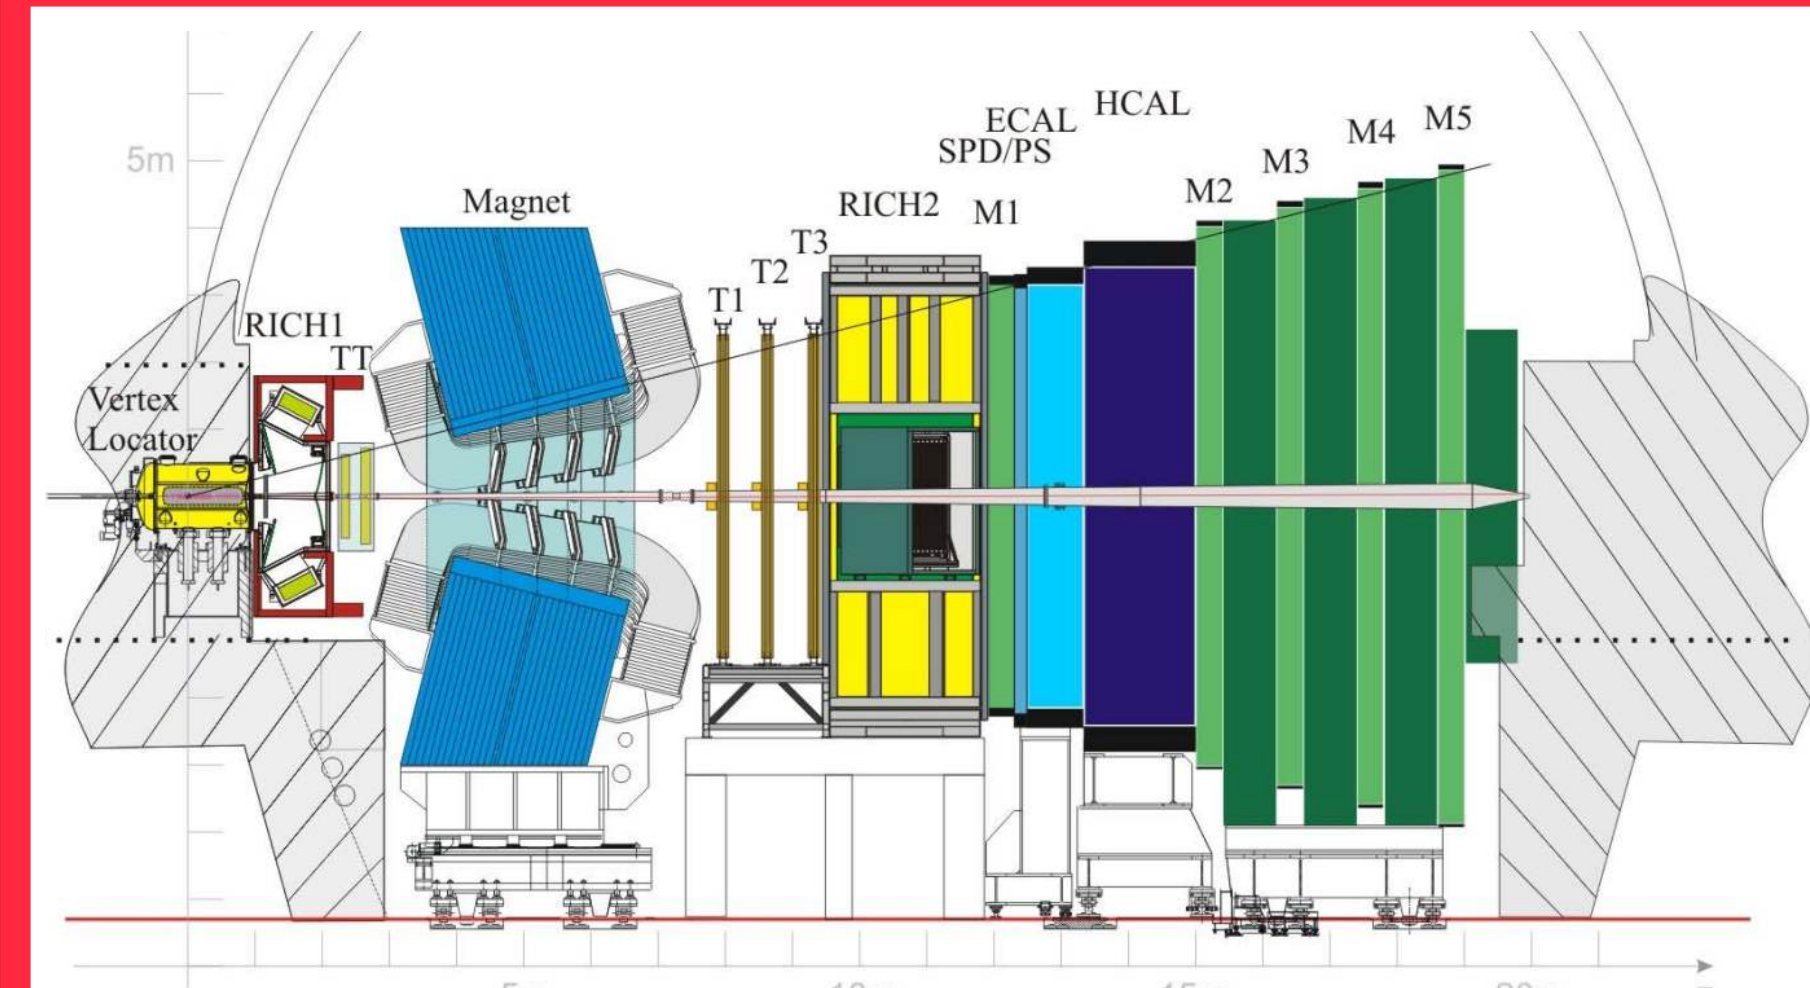 HCAL
ECAL
SPD/PS
M5
M4
M3
M2
M1
RICH2
Magnet
T3
T2
T1
5m
RICH1
TT
Vertex
Locator